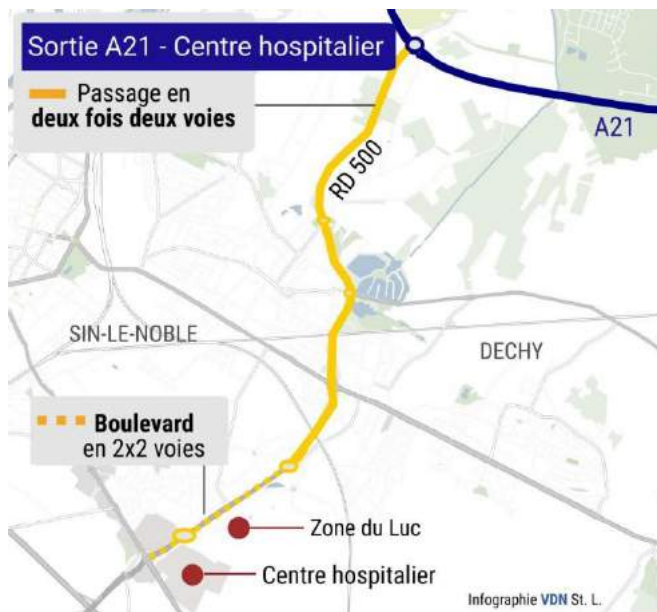 Sortie A21 - Centre hospitalier
Passage en
deux fois deux voies
A21
RD 500
SIN-LE-NOBLE
DECHY
Boulevard
en 2x2 voies
Zone du Luc
Centre hospitalier
Infographie VDN St. L.